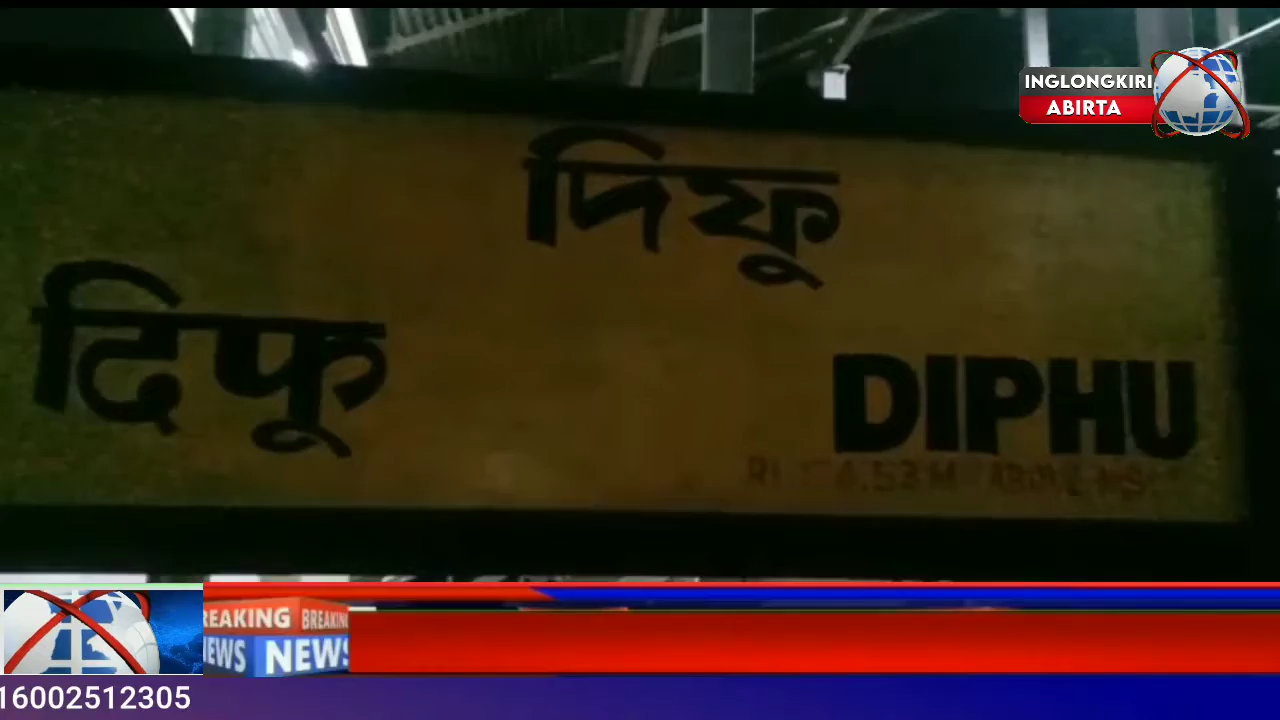 INGLONGKIRI
ABIRTA
দিফু
दिफू
DIPHU
BREAKING
NEWS
16002512305